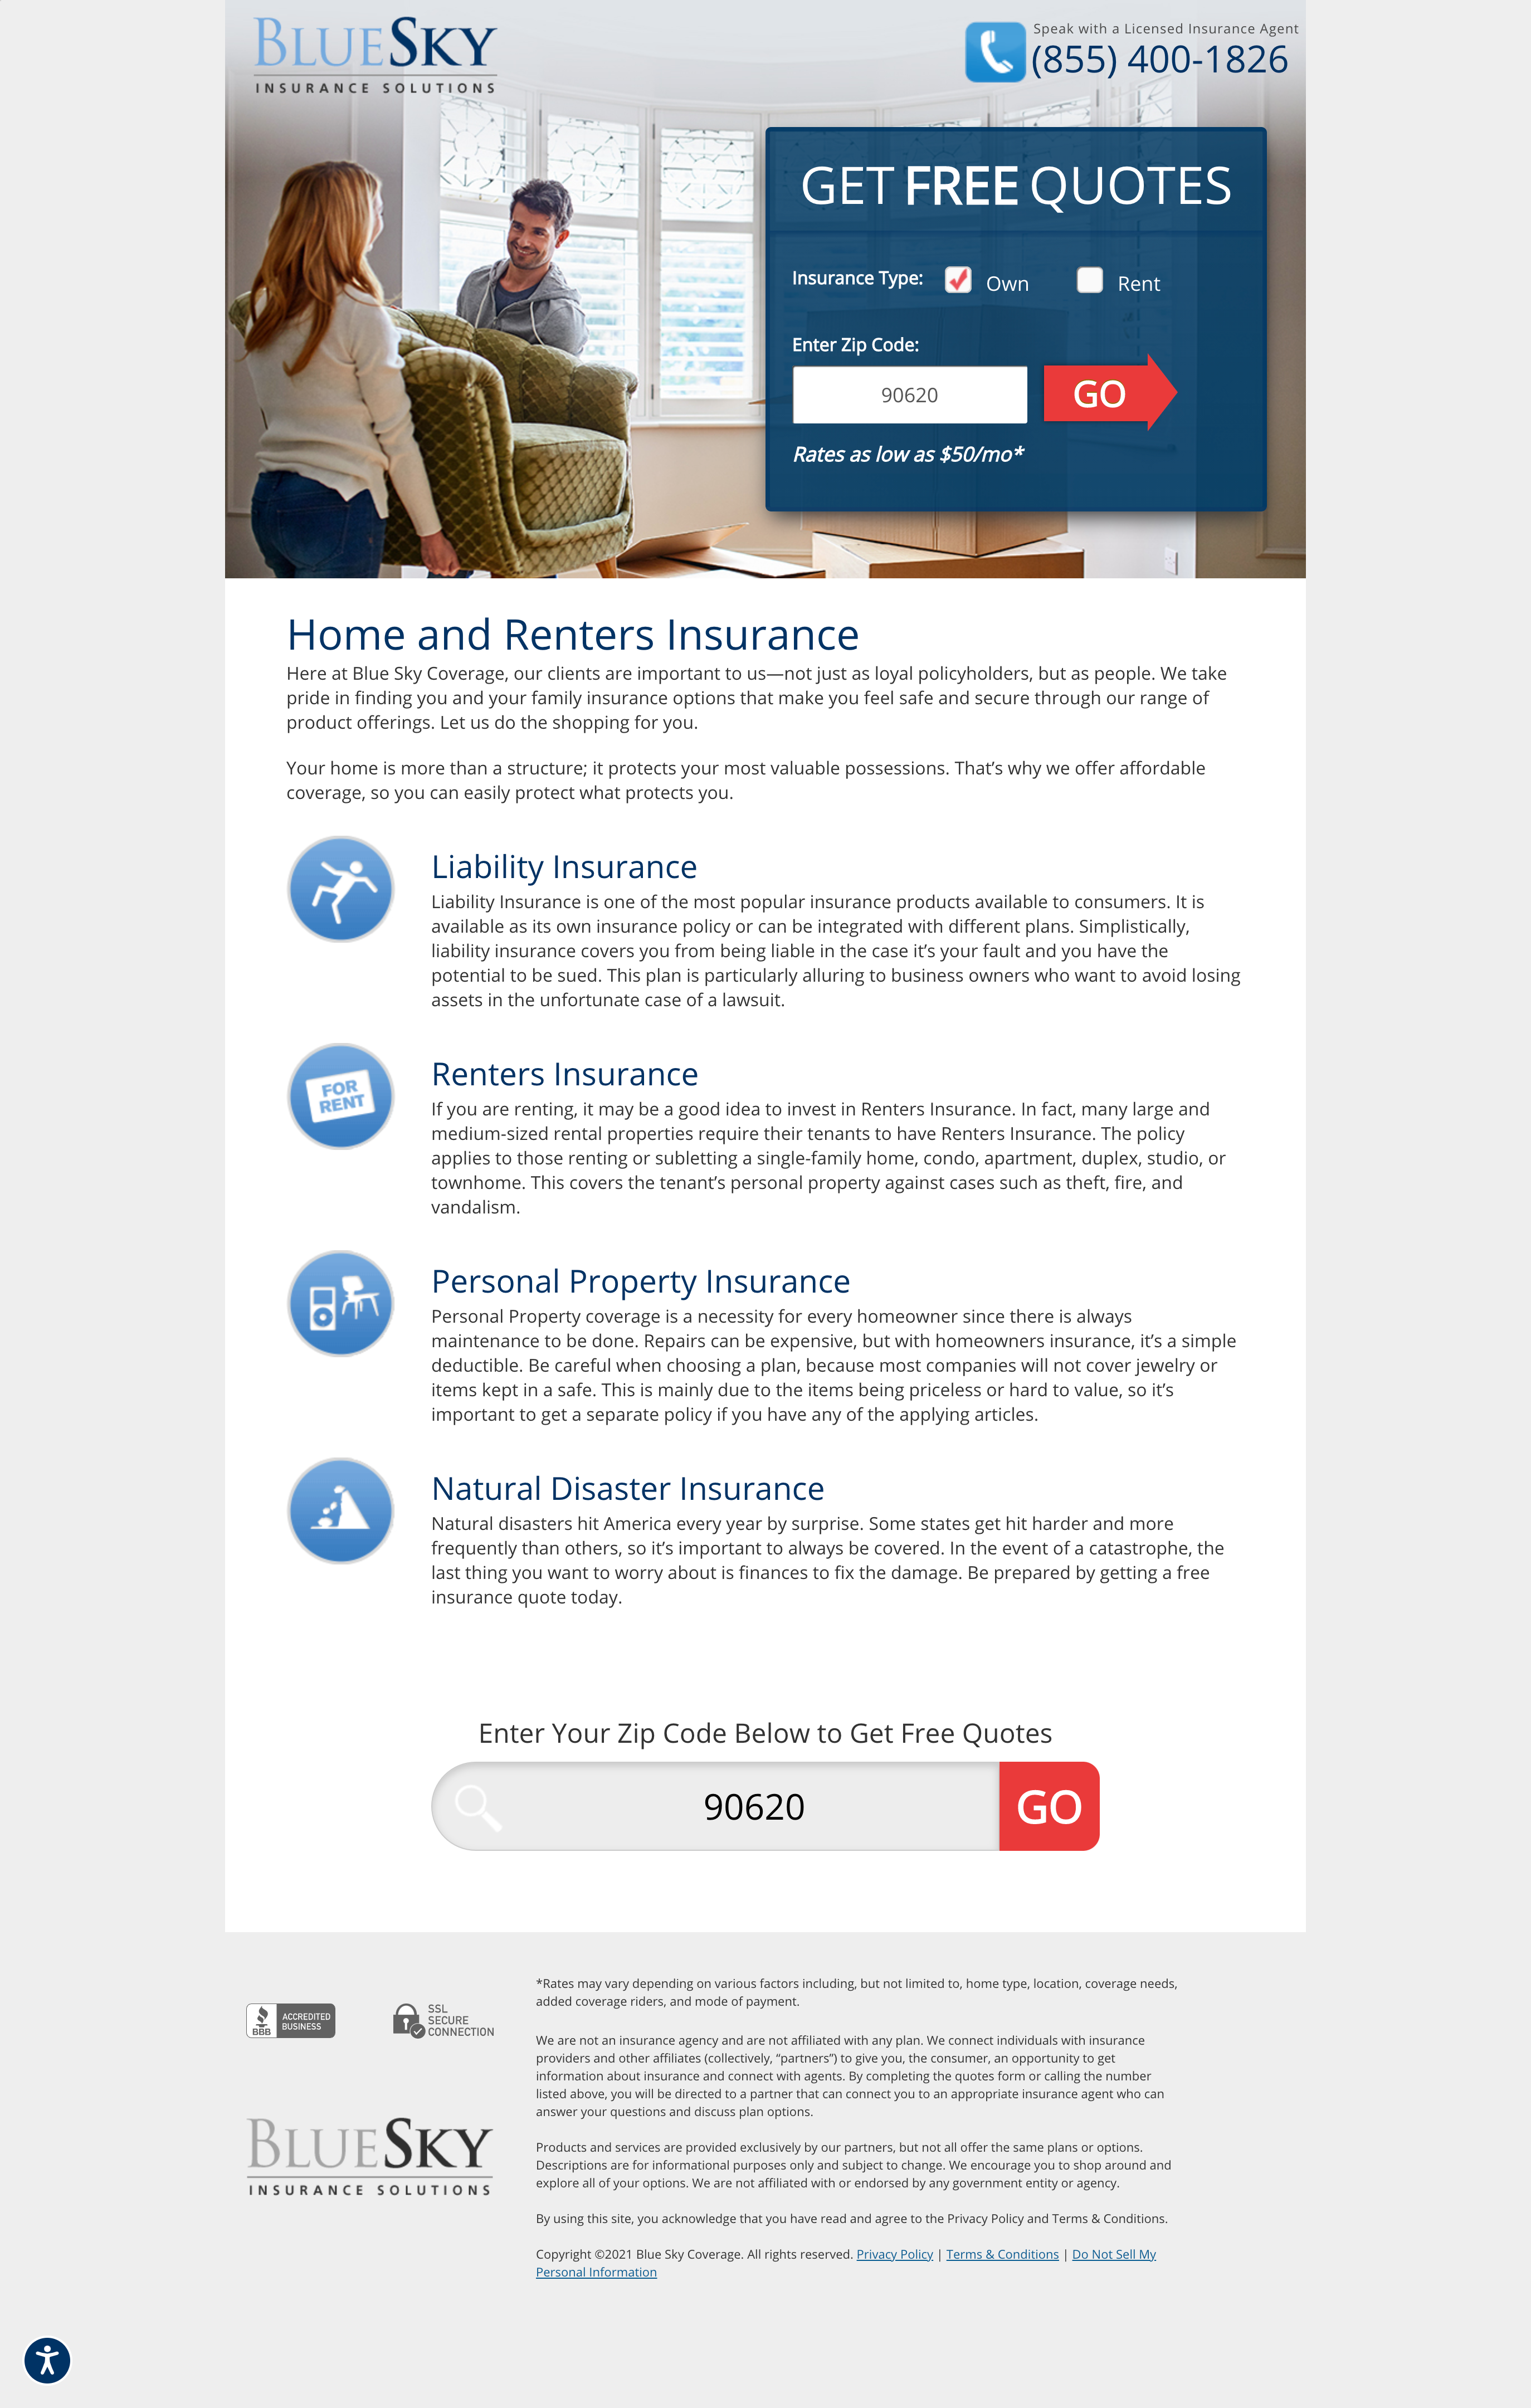 BLUESKY
INSURANCE SOLUTIONS
Speak with a Licensed Insurance Agent
(855) 400-1826
GET FREE QUOTES
Insurance Type:
Own
Rent
Enter Zip Code:
90620
GO
Rates as low as $50/mo*
Home and Renters Insurance
Here at Blue Sky Coverage, our clients are important to us—not just as loyal policyholders, but as people. We take
pride in finding you and your family insurance options that make you feel safe and secure through our range of
product offerings. Let us do the shopping for you.
Your home is more than a structure; it protects your most valuable possessions. That’s why we offer affordable
coverage, so you can easily protect what protects you.
Liability Insurance
Liability Insurance is one of the most popular insurance products available to consumers. It is
available as its own insurance policy or can be integrated with different plans. Simplistically,
liability insurance covers you from being liable in the case it’s your fault and you have the
potential to be sued. This plan is particularly alluring to business owners who want to avoid losing
assets in the unfortunate case of a lawsuit.
FOR
RENT
Renters Insurance
If you are renting, it may be a good idea to invest in Renters Insurance. In fact, many large and
medium-sized rental properties require their tenants to have Renters Insurance. The policy
applies to those renting or subletting a single-family home, condo, apartment, duplex, studio, or
townhome. This covers the tenant’s personal property against cases such as theft, fire, and
vandalism.
Personal Property Insurance
Personal Property coverage is a necessity for every homeowner since there is always
maintenance to be done. Repairs can be expensive, but with homeowners insurance, it’s a simple
deductible. Be careful when choosing a plan, because most companies will not cover jewelry or
items kept in a safe. This is mainly due to the items being priceless or hard to value, so it’s
important to get a separate policy if you have any of the applying articles.
Natural Disaster Insurance
Natural disasters hit America every year by surprise. Some states get hit harder and more
frequently than others, so it’s important to always be covered. In the event of a catastrophe, the
last thing you want to worry about is finances to fix the damage. Be prepared by getting a free
insurance quote today.
Enter Your Zip Code Below to Get Free Quotes
90620
GO
BBB
ACCREDITED
BUSINESS
SSL
SECURE
CONNECTION
BLUESKY
INSURANCE SOLUTIONS
*Rates may vary depending on various factors including, but not limited to, home type, location, coverage needs,
added coverage riders, and mode of payment.
We are not an insurance agency and are not affiliated with any plan. We connect individuals with insurance
providers and other affiliates (collectively, “partners”) to give you, the consumer, an opportunity to get
information about insurance and connect with agents. By completing the quotes form or calling the number
listed above, you will be directed to a partner that can connect you to an appropriate insurance agent who can
answer your questions and discuss plan options.
Products and services are provided exclusively by our partners, but not all offer the same plans or options.
Descriptions are for informational purposes only and subject to change. We encourage you to shop around and
explore all of your options. We are not affiliated with or endorsed by any government entity or agency.
By using this site, you acknowledge that you have read and agree to the Privacy Policy and Terms & Conditions.
Copyright ©2021 Blue Sky Coverage. All rights reserved. Privacy Policy | Terms & Conditions | Do Not Sell My
Personal Information